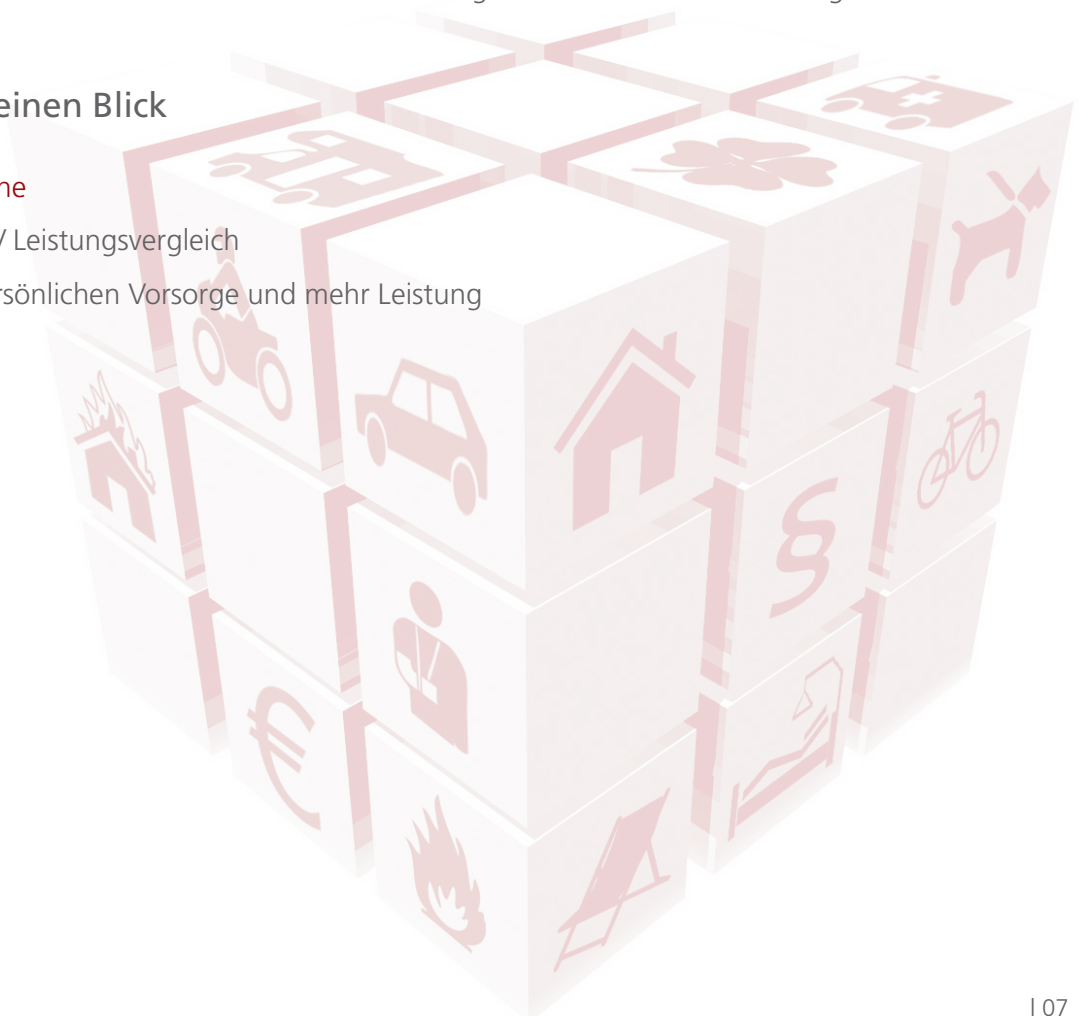 einen Blick
ne
/ Leistungsvergleich
rsönlichen Vorsorge und mehr Leistung
§
€
| 07